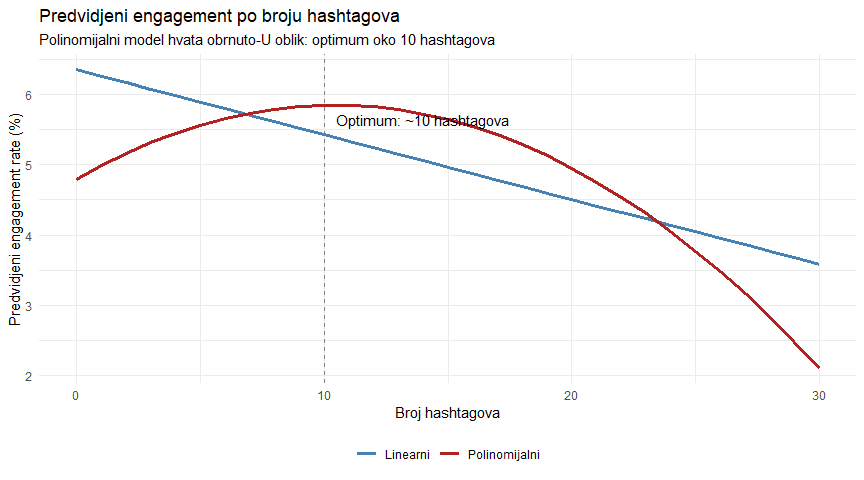 Predvidjeni engagement po broju hashtagova
Polinomijalni model hvata obrnuto-U oblik: optimum oko 10 hashtagova
Predvidjeni engagement rate (%)
6
5
4
3
2
Optimum: ~10 hashtagova
0
10
20
30
Broj hashtagova
Linearni
Polinomijalni